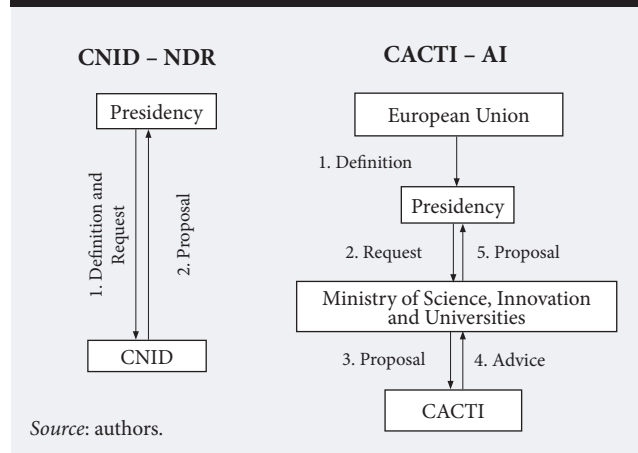 CNID – NDR
Presidency
1. Definition and
Request
2. Proposal
CNID
CACTI – AI
European Union
1. Definition
Presidency
2. Request
5. Proposal
Ministry of Science, Innovation
and Universities
3. Proposal
4. Advice
CACTI
Source: authors.